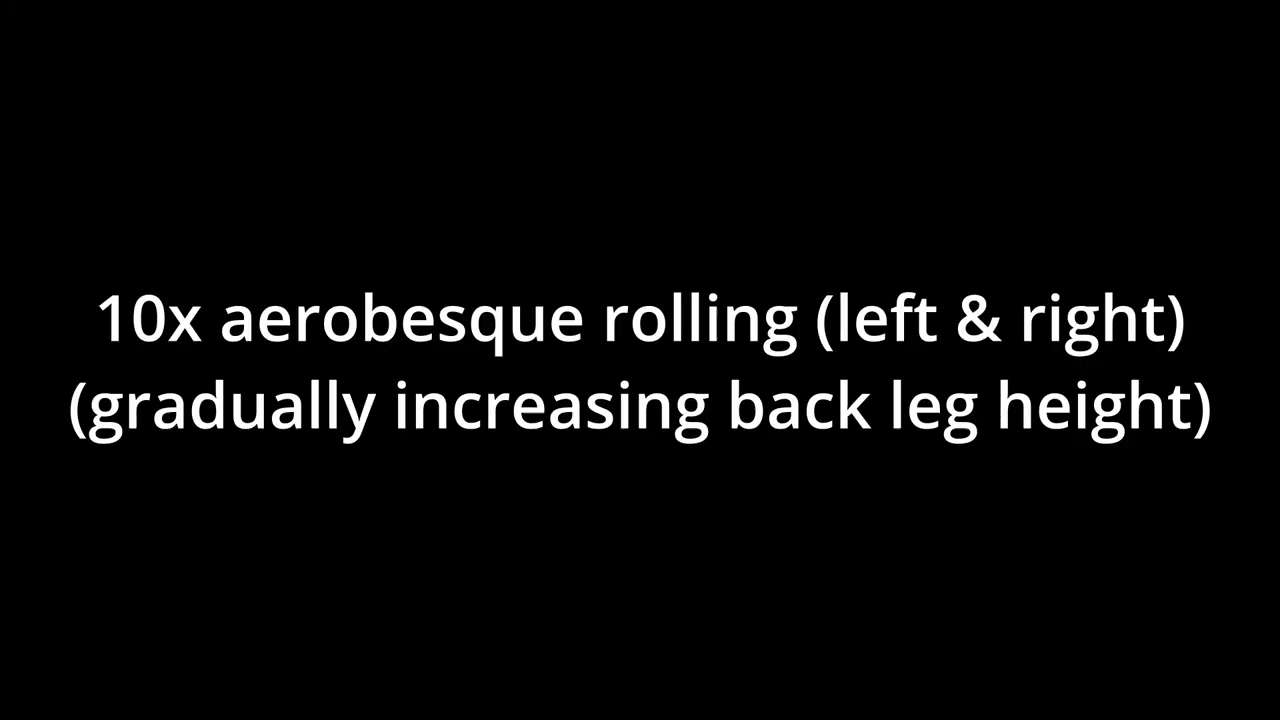 10x aerobesque rolling (left & right)
(gradually increasing back leg height)